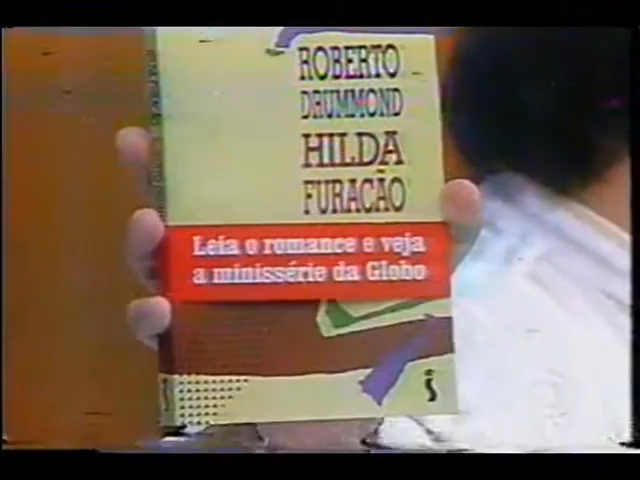 ROBERTO
DRUMMOND
HILDA
FURACÃO
Leia o romance e veja
a minissérie da Globo